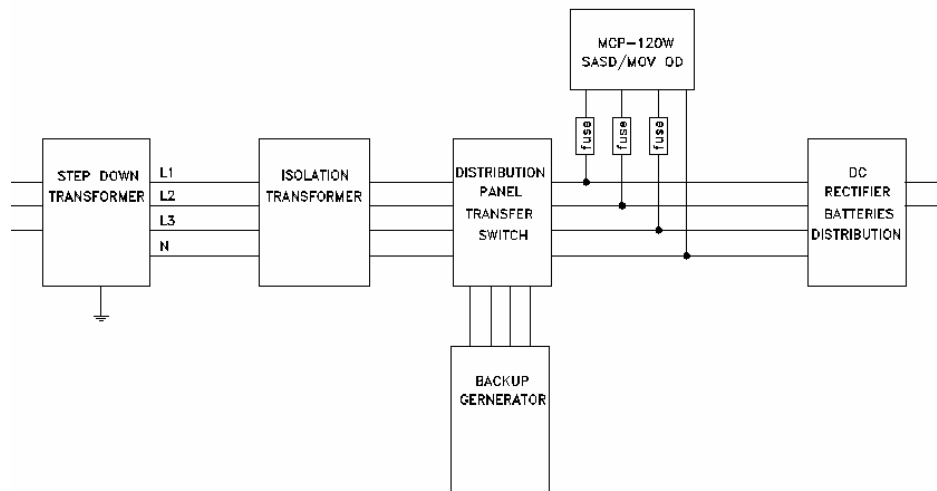 MCP-120W
SASD/MOV OD
fuse
fuse
fuse
STEP DOWN
TRANSFORMER
L1
L2
L3
N
ISOLATION
TRANSFORMER
DISTRIBUTION
PANEL
TRANSFER
SWITCH
DC
RECTIFIER
BATTERIES
DISTRIBUTION
BACKUP
GERNERATOR